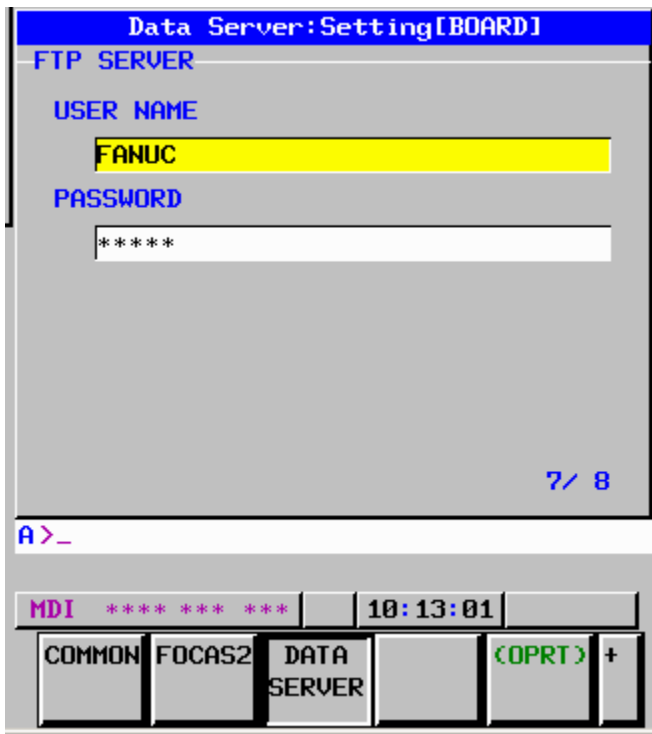 Data Server:Setting[BOARD]
FTP SERVER
USER NAME
FANUC
PASSWORD
*****
7/ 8
A>_
MDI **** *** *** 10:13:01
COMMON FOCAS2 DATA SERVER (OPRT) +